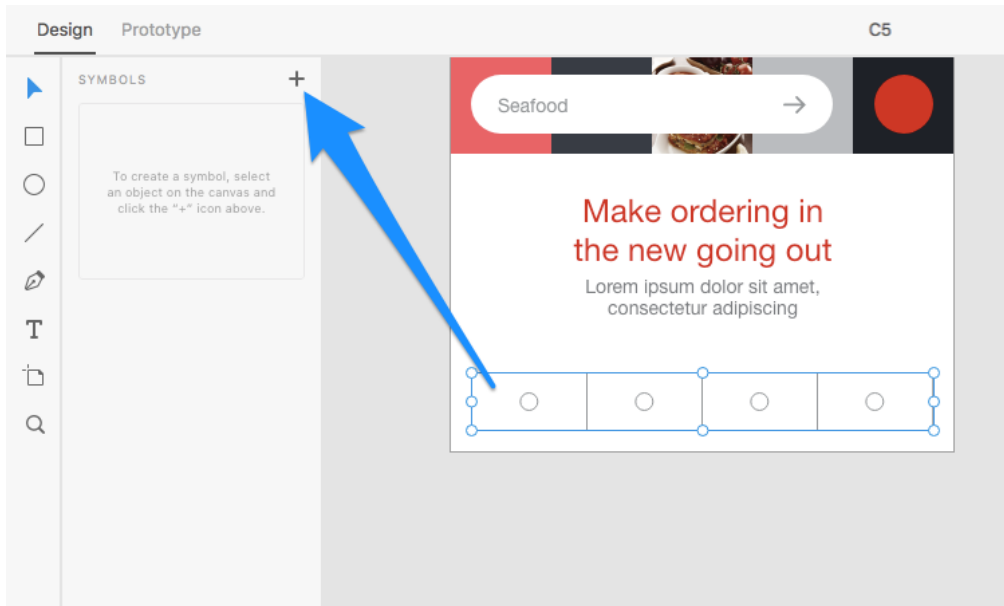 Design Prototype C5
SYMBOLS +
To create a symbol, select
an object on the canvas and
click the "+" icon above.
T
Seafood
Make ordering in
the new going out
Lorem ipsum dolor sit amet,
consectetur adipiscing